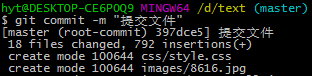 hyt@DESKTOP-CE6POQ9 MINGW64 /d/text (master)
$ git commit -m "提交文件"
[master (root-commit) 397dce5] 提交文件
 18 files changed, 792 insertions(+)
 create mode 100644 css/style.css
 create mode 100644 images/8616.jpg